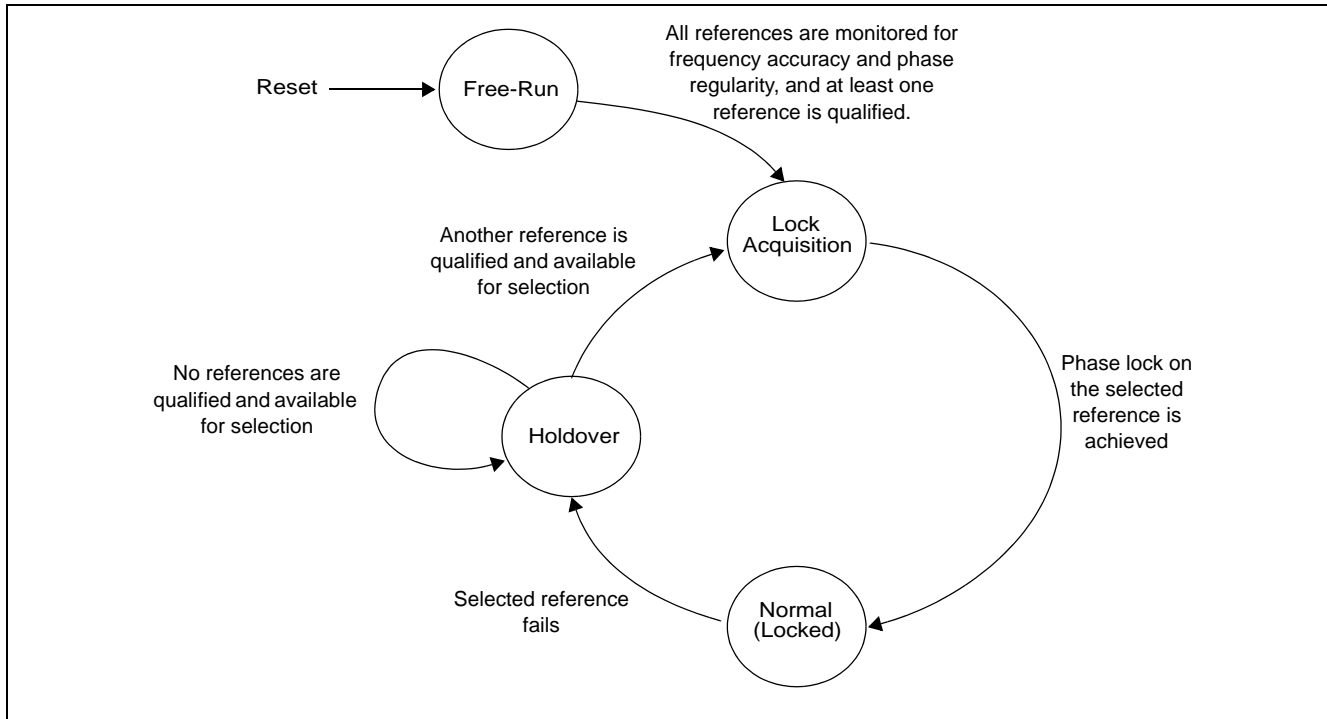 All references are monitored for
frequency accuracy and phase
regularity, and at least one
reference is qualified.
Reset
Free-Run
Lock
Acquisition
Another reference is
qualified and available
for selection
No references are
qualified and available
for selection
Phase lock on
the selected
reference is
achieved
Holdover
Selected reference
fails
Normal
(Locked)